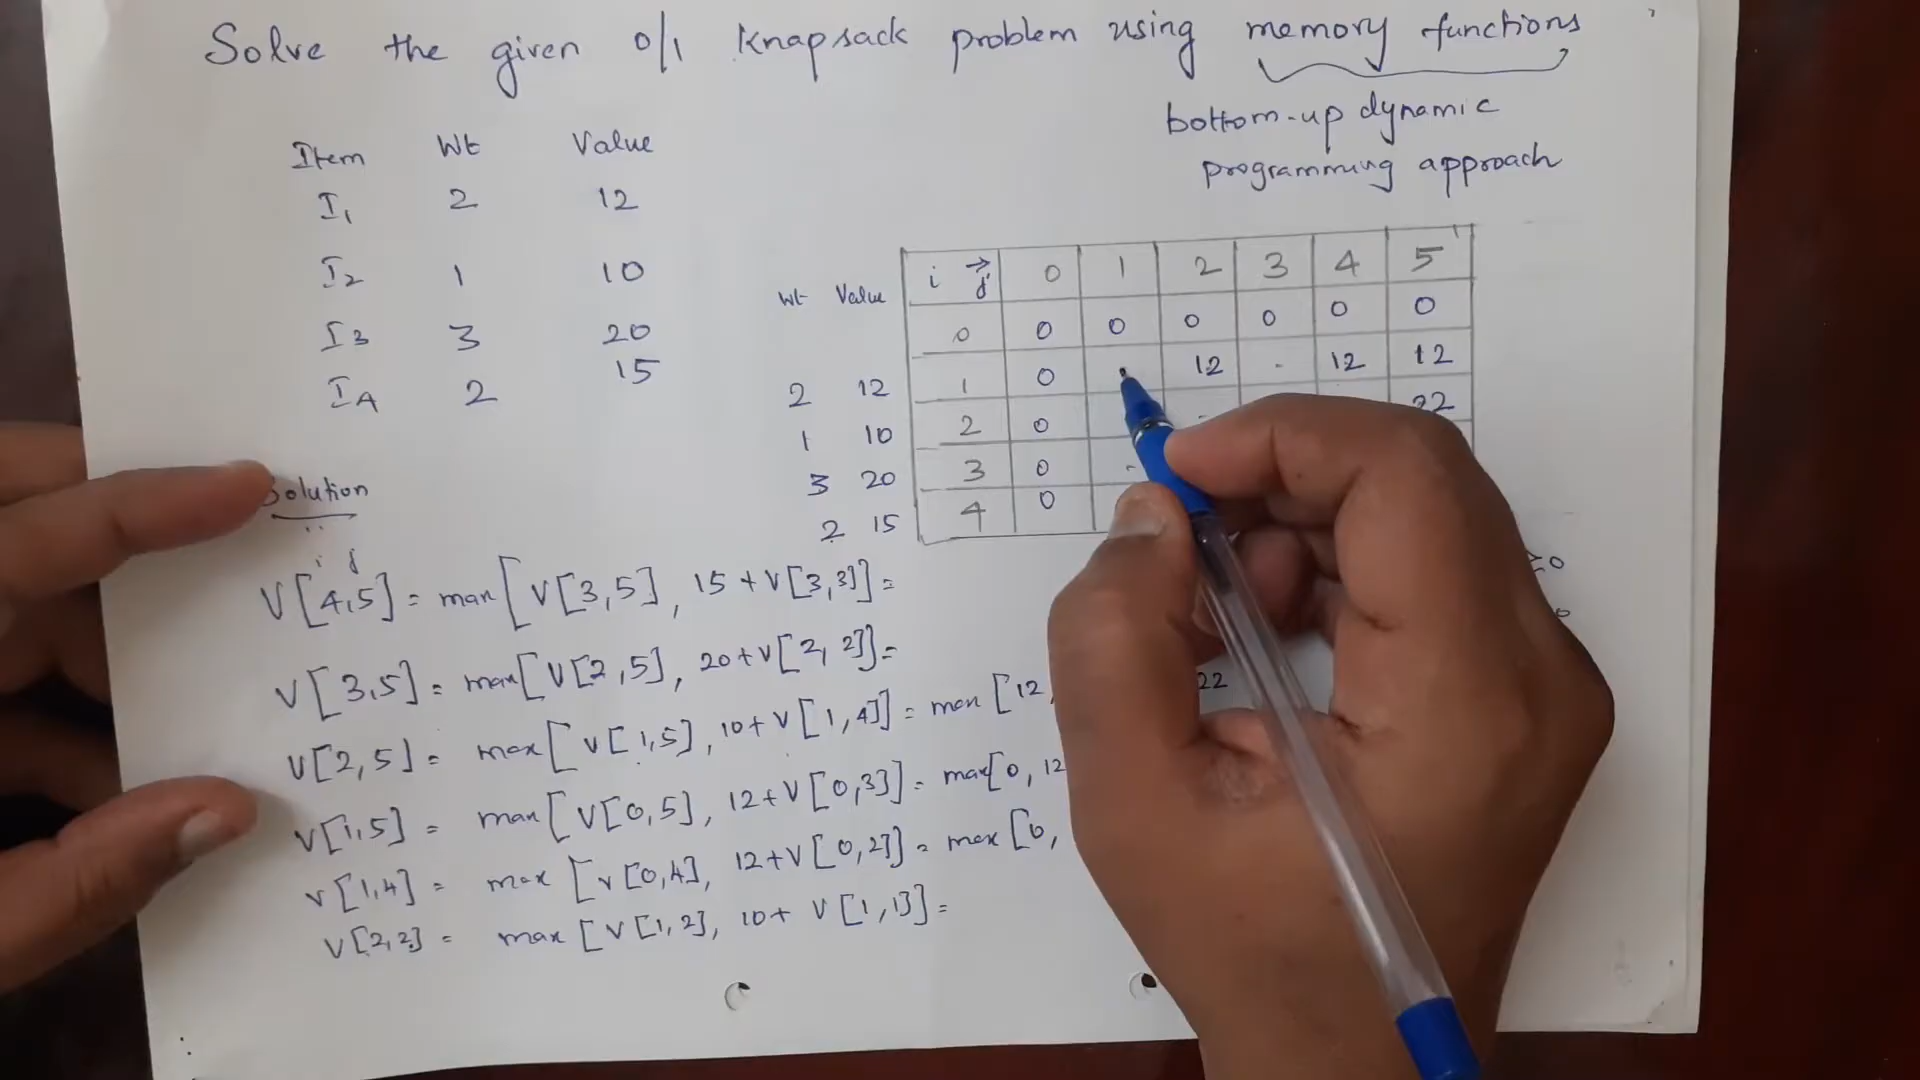 Solve the given 0/1 Knapsack problem using memory functions
bottom-up dynamic
programming approach
Item Wt Value
I1 2 12
I2 1 10
I3 3 20
I4 2 15
Wt Value i j → 0 1 2 3 4 5
0 0 0 0 0 0 0
2 12 1 0 12 - 12 12
1 10 2 0 - 22
3 20 3 0 -
2 15 4 0
Solution
i j
V[4,5] = max[V[3,5], 15+V[3,3]] =
V[3,5] = max[V[2,5], 20+V[2,2]] =
V[2,5] = max[V[1,5], 10+V[1,4]] = max[12, 22
V[1,5] = max[V[0,5], 12+V[0,3]] = max[0, 12
V[1,4] = max[V[0,4], 12+V[0,2]] = max[0,
V[2,2] = max[V[1,2], 10+V[1,1]] =
≥0